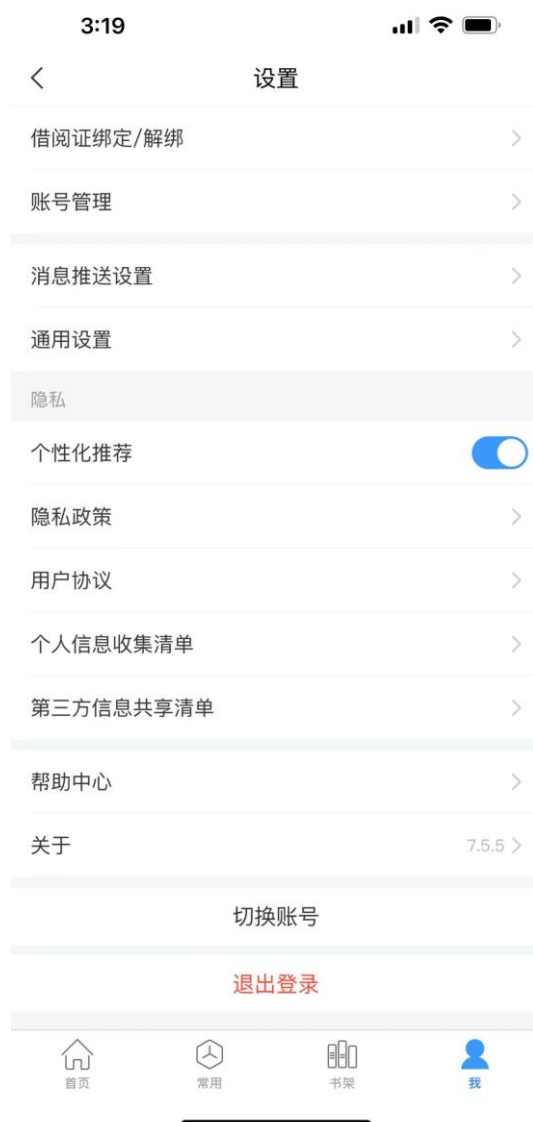 3:19
设置
借阅证绑定/解绑
账号管理
消息推送设置
通用设置
隐私
个性化推荐
隐私政策
用户协议
个人信息收集清单
第三方信息共享清单
帮助中心
关于 7.5.5
切换账号
退出登录
首页 常用 书架 我